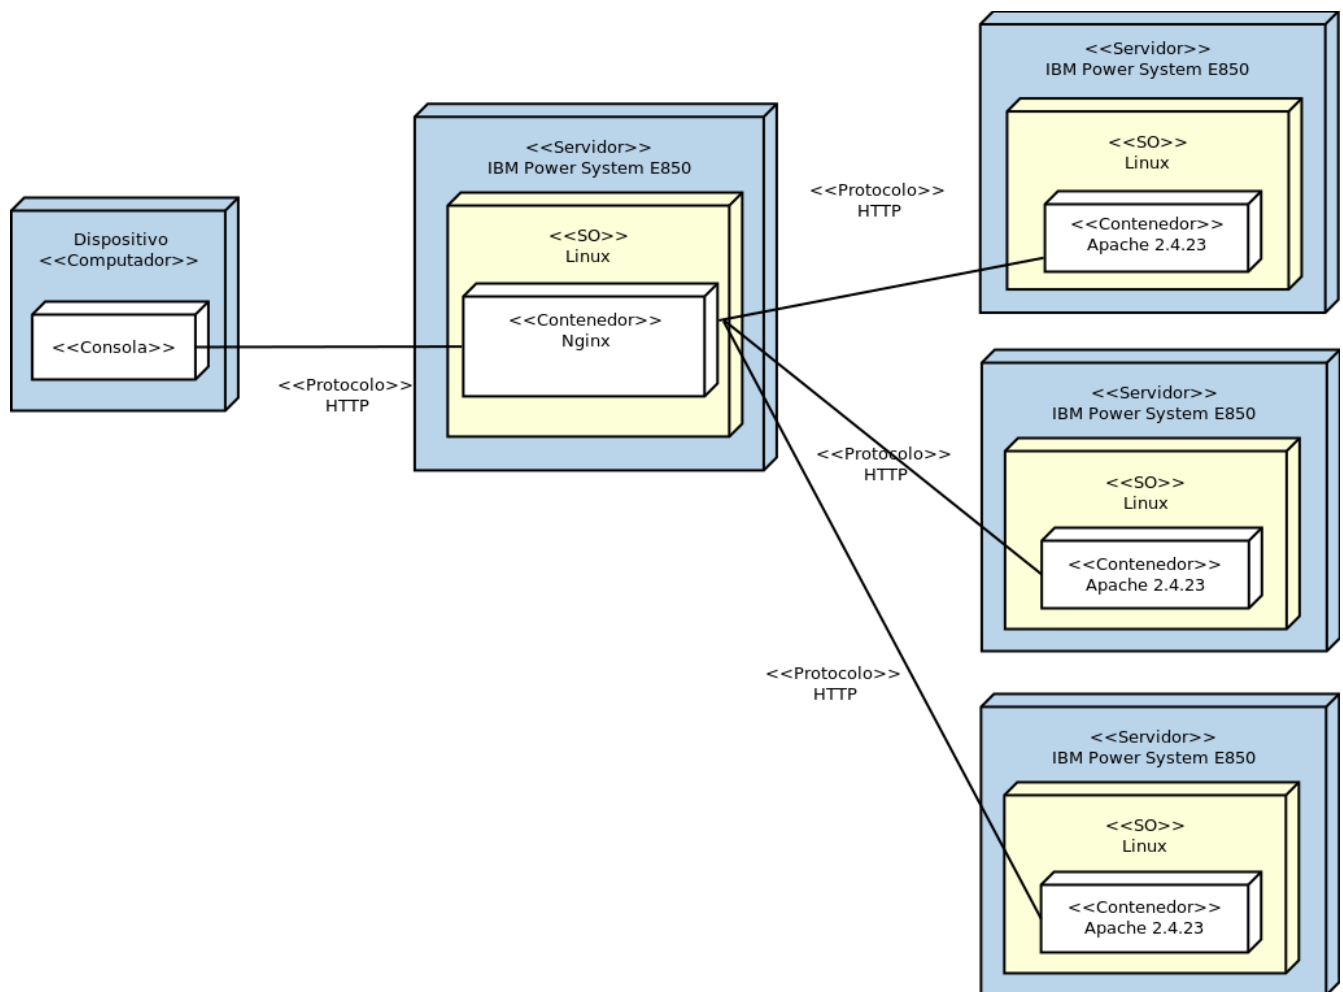 Dispositivo
<<Computador>>
<<Consola>>
<<Protocolo>>
HTTP
<<Servidor>>
IBM Power System E850
<<SO>>
Linux
<<Contenedor>>
Nginx
<<Protocolo>>
HTTP
<<Protocolo>>
HTTP
<<Protocolo>>
HTTP
<<Servidor>>
IBM Power System E850
<<SO>>
Linux
<<Contenedor>>
Apache 2.4.23
<<Servidor>>
IBM Power System E850
<<SO>>
Linux
<<Contenedor>>
Apache 2.4.23
<<Servidor>>
IBM Power System E850
<<SO>>
Linux
<<Contenedor>>
Apache 2.4.23